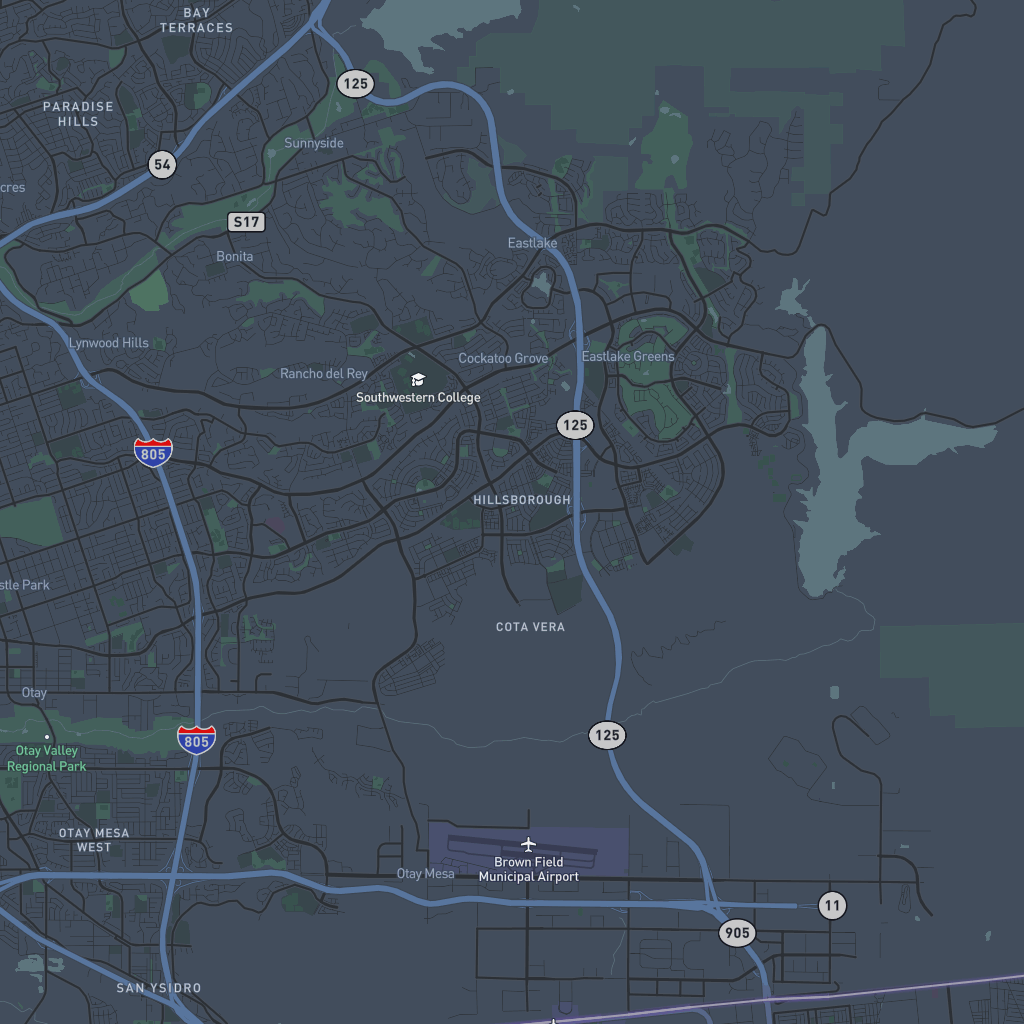 BAY
TERRACES
125
PARADISE
HILLS
Sunnyside
54
cres
S17
Eastlake
Bonita
Lynwood Hills
Cockatoo Grove
Eastlake Greens
Rancho del Rey
Southwestern College
125
805
HILLSBOROUGH
stle Park
COTA VERA
Otay
125
805
Otay Valley
Regional Park
OTAY MESA
WEST
Brown Field
Municipal Airport
Otay Mesa
11
905
SAN YSIDRO